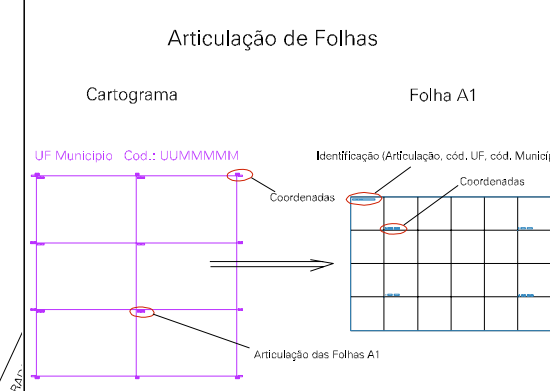 Articulação de Folhas
Cartograma
Folha A1
UF Municipio Cod.: UUMMMMM
Identificação (Articulação, cód. UF, cód. Municíp
Coordenadas
Coordenadas
Articulação das Folhas A1